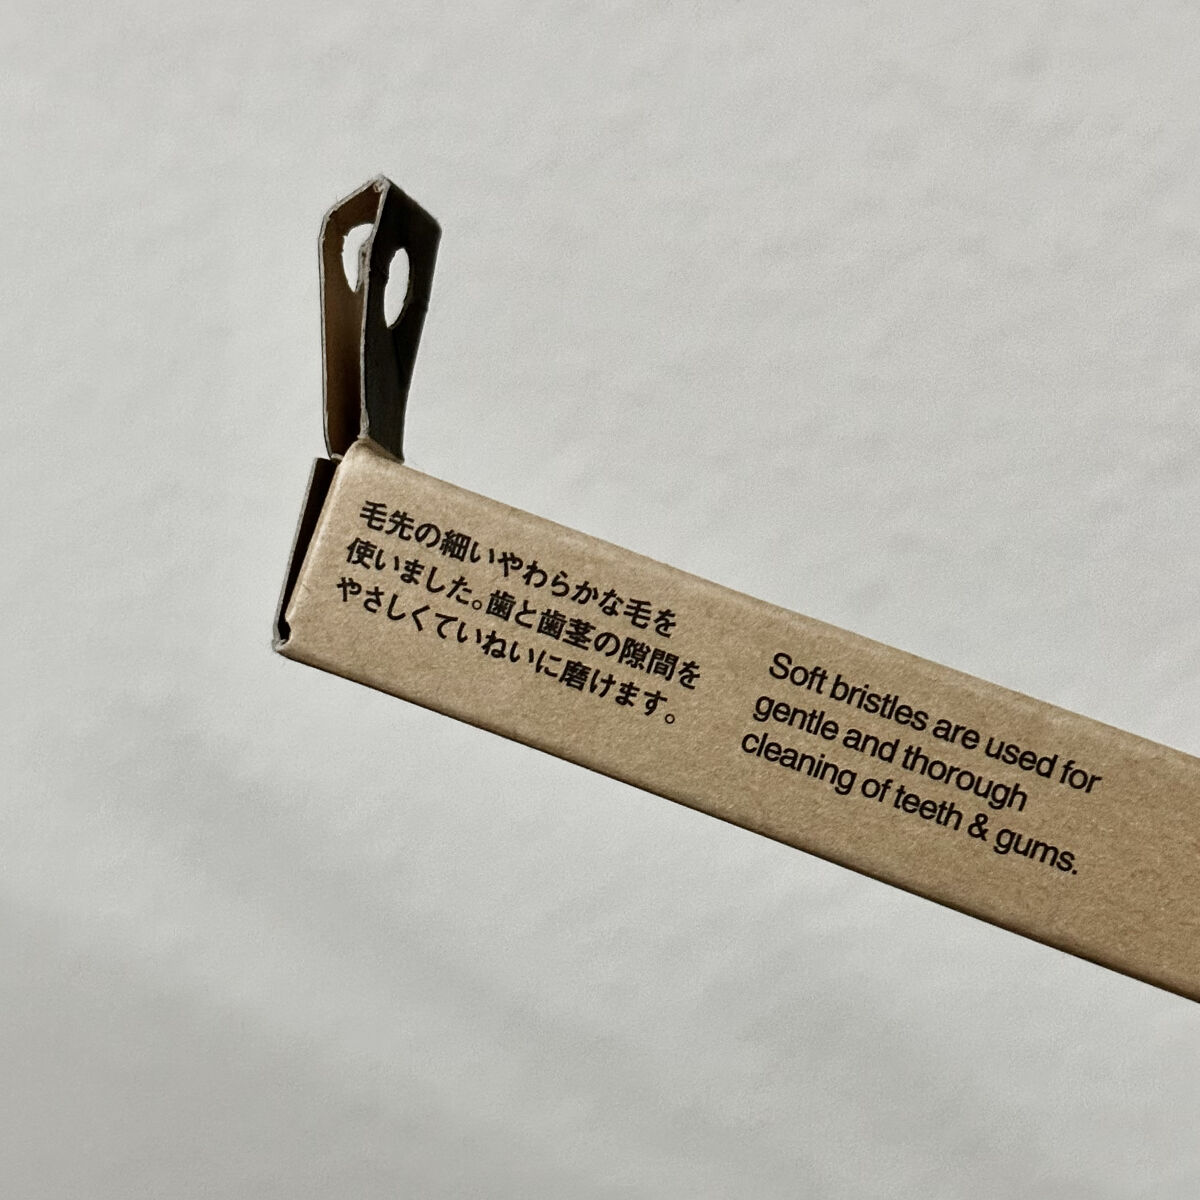 毛先の細いやわらかな毛を
使いました。歯と歯茎の隙間を
やさしくていねいに磨けます。
Soft bristles are used for
gentle and thorough
cleaning of teeth & gums.